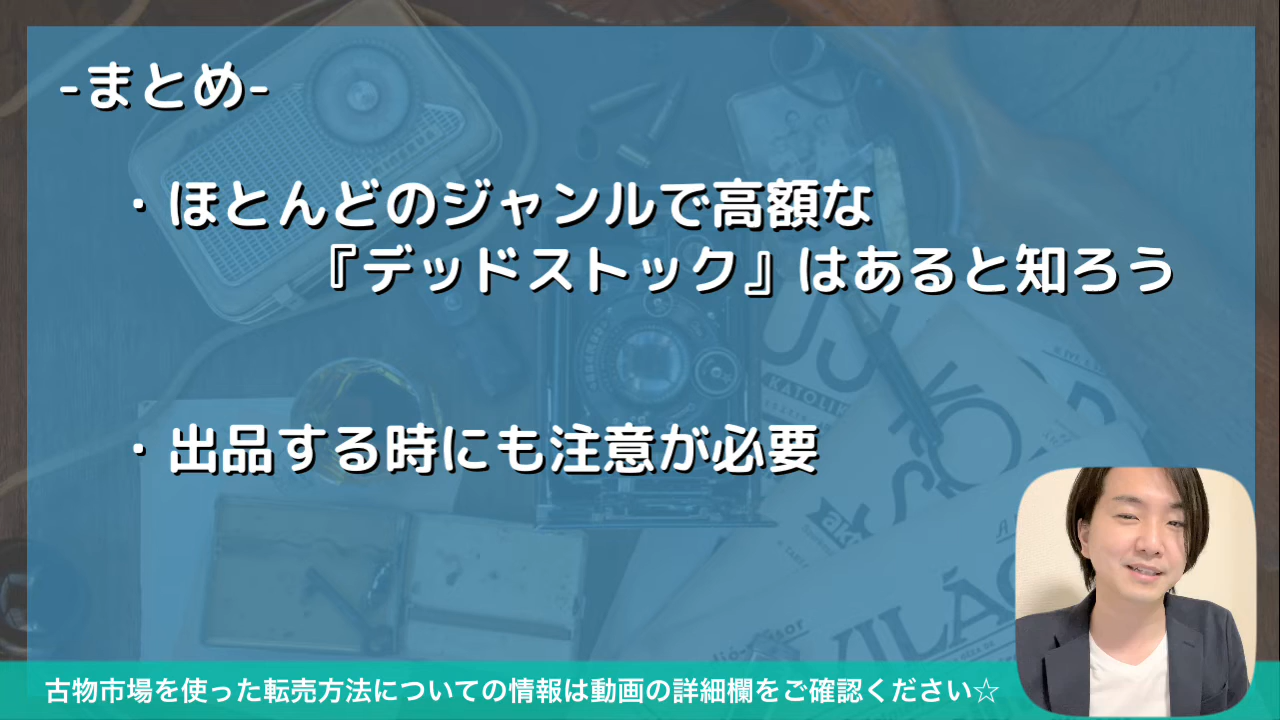 -まとめ-
・ほとんどのジャンルで高額な
『デッドストック』はあると知ろう
・出品する時にも注意が必要
KATOLI
ak
VILÁG
古物市場を使った転売方法についての情報は動画の詳細欄をご確認ください☆